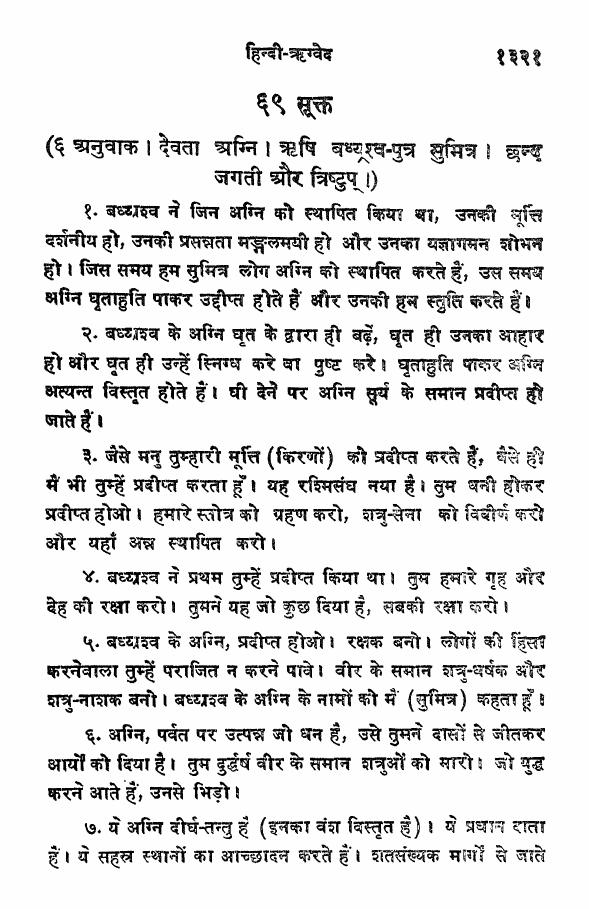 हिन्दी-ऋग्वेद १३२१
६९ सूक्त
(६ अनुवाक। देवता अग्नि। ऋषि बध्य्रश्व-पुत्र सुमित्र। छन्द
जगती और त्रिष्टुप्।)
१. बध्य्रश्व ने जिन अग्नि को स्थापित किया था, उनकी मूर्त्ति
दर्शनीय हो, उनकी प्रसन्नता मङ्गलमयी हो और उनका यज्ञागमन शोभन
हो। जिस समय हम सुमित्र लोग अग्नि को स्थापित करते हैं, उस समय
अग्नि घृताहुति पाकर उद्दीप्त होते हैं और उनकी हम स्तुति करते हैं।
२. बध्य्रश्व के अग्नि घृत के द्वारा ही बढ़ें, घृत ही उनका आहार
हो और घृत ही उन्हें स्निग्ध करे वा पुष्ट करे। घृताहुति पाकर अग्नि
अत्यन्त विस्तृत होते हैं। घी देने पर अग्नि सूर्य के समान प्रदीप्त हो
जाते हैं।
३. जैसे मनु तुम्हारी मूर्त्ति (किरणों) को प्रदीप्त करते हैं, वैसे ही
मैं भी तुम्हें प्रदीप्त करता हूँ। यह रश्मिसंघ नया है। तुम धनी होकर
प्रदीप्त होओ। हमारे स्तोत्र को ग्रहण करो, शत्रु-सेना को विदीर्ण करो
और यहाँ अन्न स्थापित करो।
४. बध्य्रश्व ने प्रथम तुम्हें प्रदीप्त किया था। तुम हमारे गृह और
देह की रक्षा करो। तुमने यह जो कुछ दिया है, सबकी रक्षा करो।
५. बध्य्रश्व के अग्नि, प्रदीप्त होओ। रक्षक बनो। लोगों की हिंसा
करनेवाला तुम्हें पराजित न करने पावे। वीर के समान शत्रु-धर्षक और
शत्रु-नाशक बनो। बध्य्रश्व के अग्नि के नामों को मैं (सुमित्र) कहता हूँ।
६. अग्नि, पर्वत पर उत्पन्न जो धन है, उसे तुमने दासों से जीतकर
आर्यों को दिया है। तुम दुर्द्धर्ष वीर के समान शत्रुओं को मारो। जो युद्ध
करने आते हैं, उनसे भिड़ो।
७. ये अग्नि दीर्घ-तन्तु है (इनका वंश विस्तृत है)। ये प्रधान दाता
हैं। ये सहस्र स्थानों का आच्छादन करते हैं। शतसंख्यक मार्गों से जाते